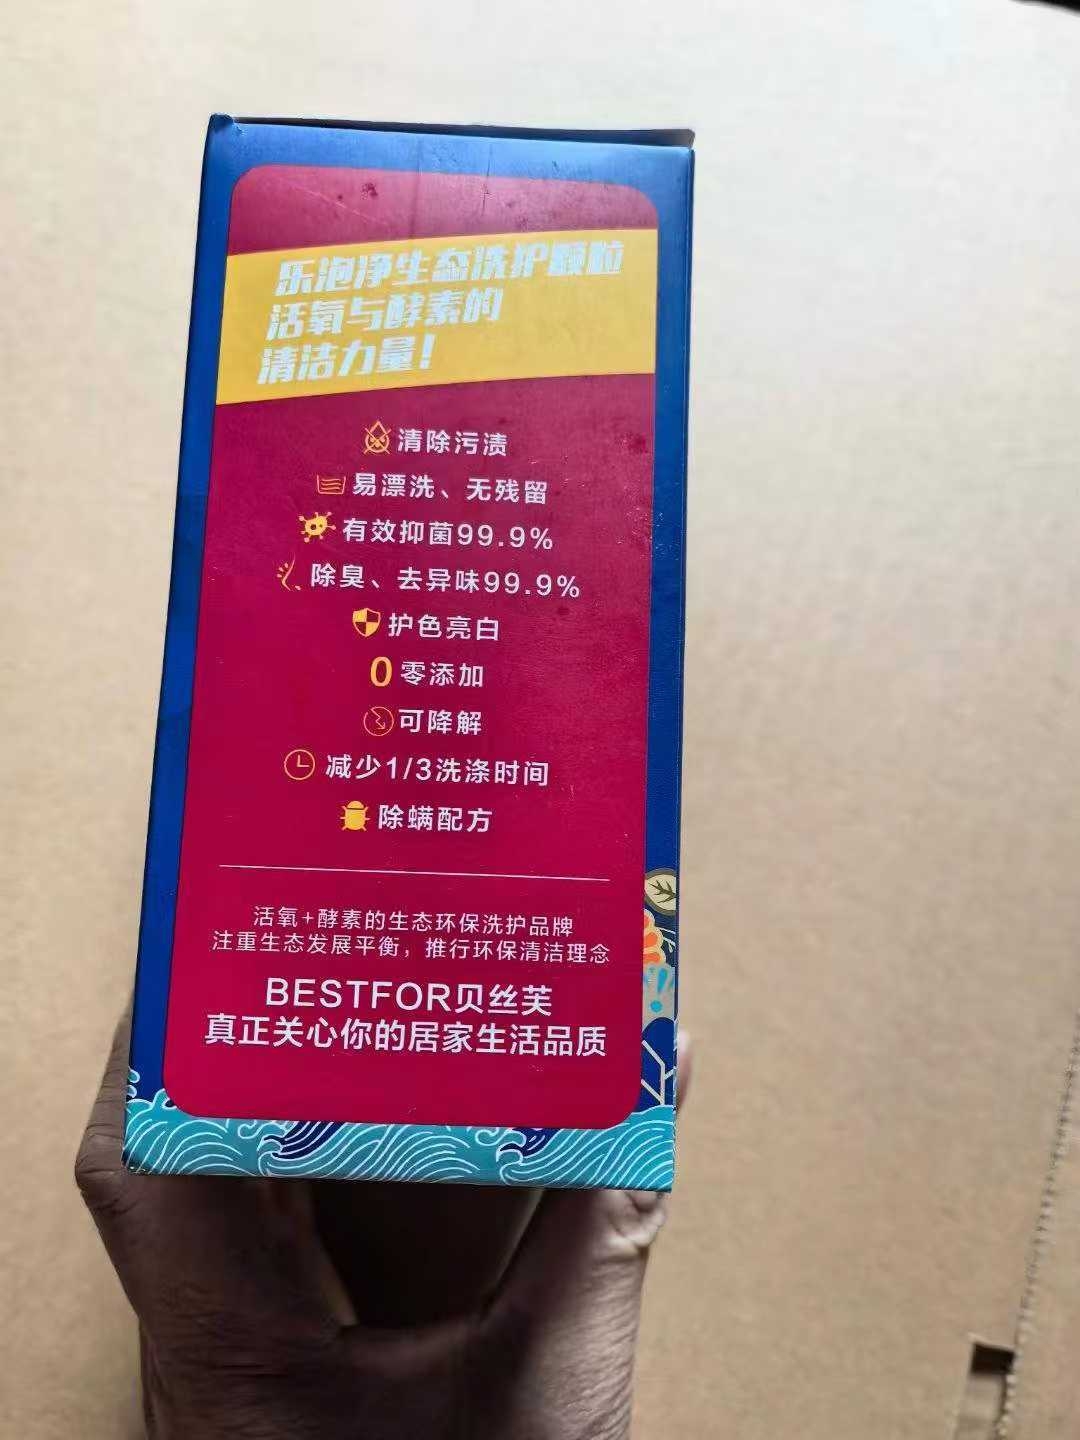 乐泡净生态洗护颗粒
活氧与酵素的
清洁力量！
清除污渍
易漂洗、无残留
有效抑菌99.9%
除臭、去异味99.9%
护色亮白
0 零添加
可降解
减少1/3洗涤时间
除螨配方
活氧+酵素的生态环保洗护品牌
注重生态发展平衡，推行环保清洁理念
BESTFOR贝丝芙
真正关心你的居家生活品质